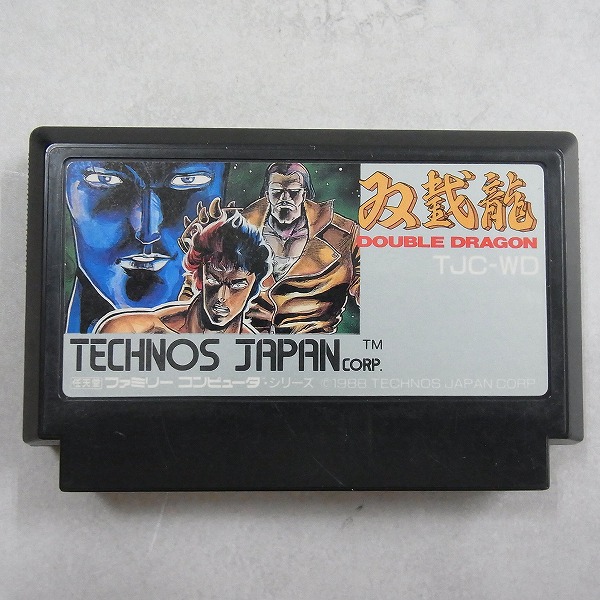 双截龍
DOUBLE DRAGON
TJC-WD
TECHNOS JAPAN CORP.™
任天堂 ファミリー コンピュータ・シリーズ ©1988 TECHNOS JAPAN CORP.